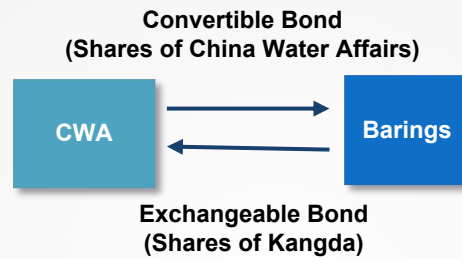 Convertible Bond
(Shares of China Water Affairs)
CWA
Barings
Exchangeable Bond
(Shares of Kangda)